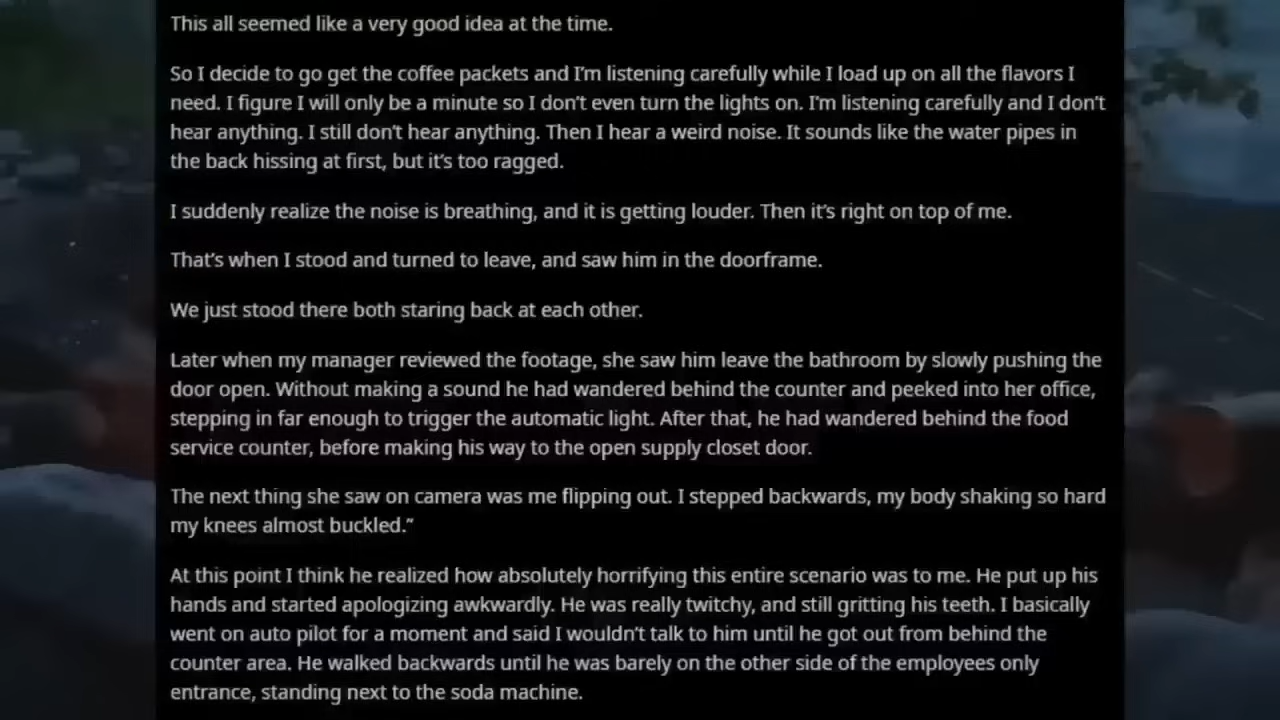 This all seemed like a very good idea at the time.
So I decide to go get the coffee packets and I'm listening carefully while I load up on all the flavors I
need. I figure I will only be a minute so I don't even turn the lights on. I'm listening carefully and I don't
hear anything. I still don't hear anything. Then I hear a weird noise. It sounds like the water pipes in
the back hissing at first, but it's too ragged.
I suddenly realize the noise is breathing, and it is getting louder. Then it's right on top of me.
That's when I stood and turned to leave, and saw him in the doorframe.
We just stood there both staring back at each other.
Later when my manager reviewed the footage, she saw him leave the bathroom by slowly pushing the
door open. Without making a sound he had wandered behind the counter and peeked into her office,
stepping in far enough to trigger the automatic light. After that, he had wandered behind the food
service counter, before making his way to the open supply closet door.
The next thing she saw on camera was me flipping out. I stepped backwards, my body shaking so hard
my knees almost buckled.”
At this point I think he realized how absolutely horrifying this entire scenario was to me. He put up his
hands and started apologizing awkwardly. He was really twitchy, and still gritting his teeth. I basically
went on auto pilot for a moment and said I wouldn't talk to him until he got out from behind the
counter area. He walked backwards until he was barely on the other side of the employees only
entrance, standing next to the soda machine.